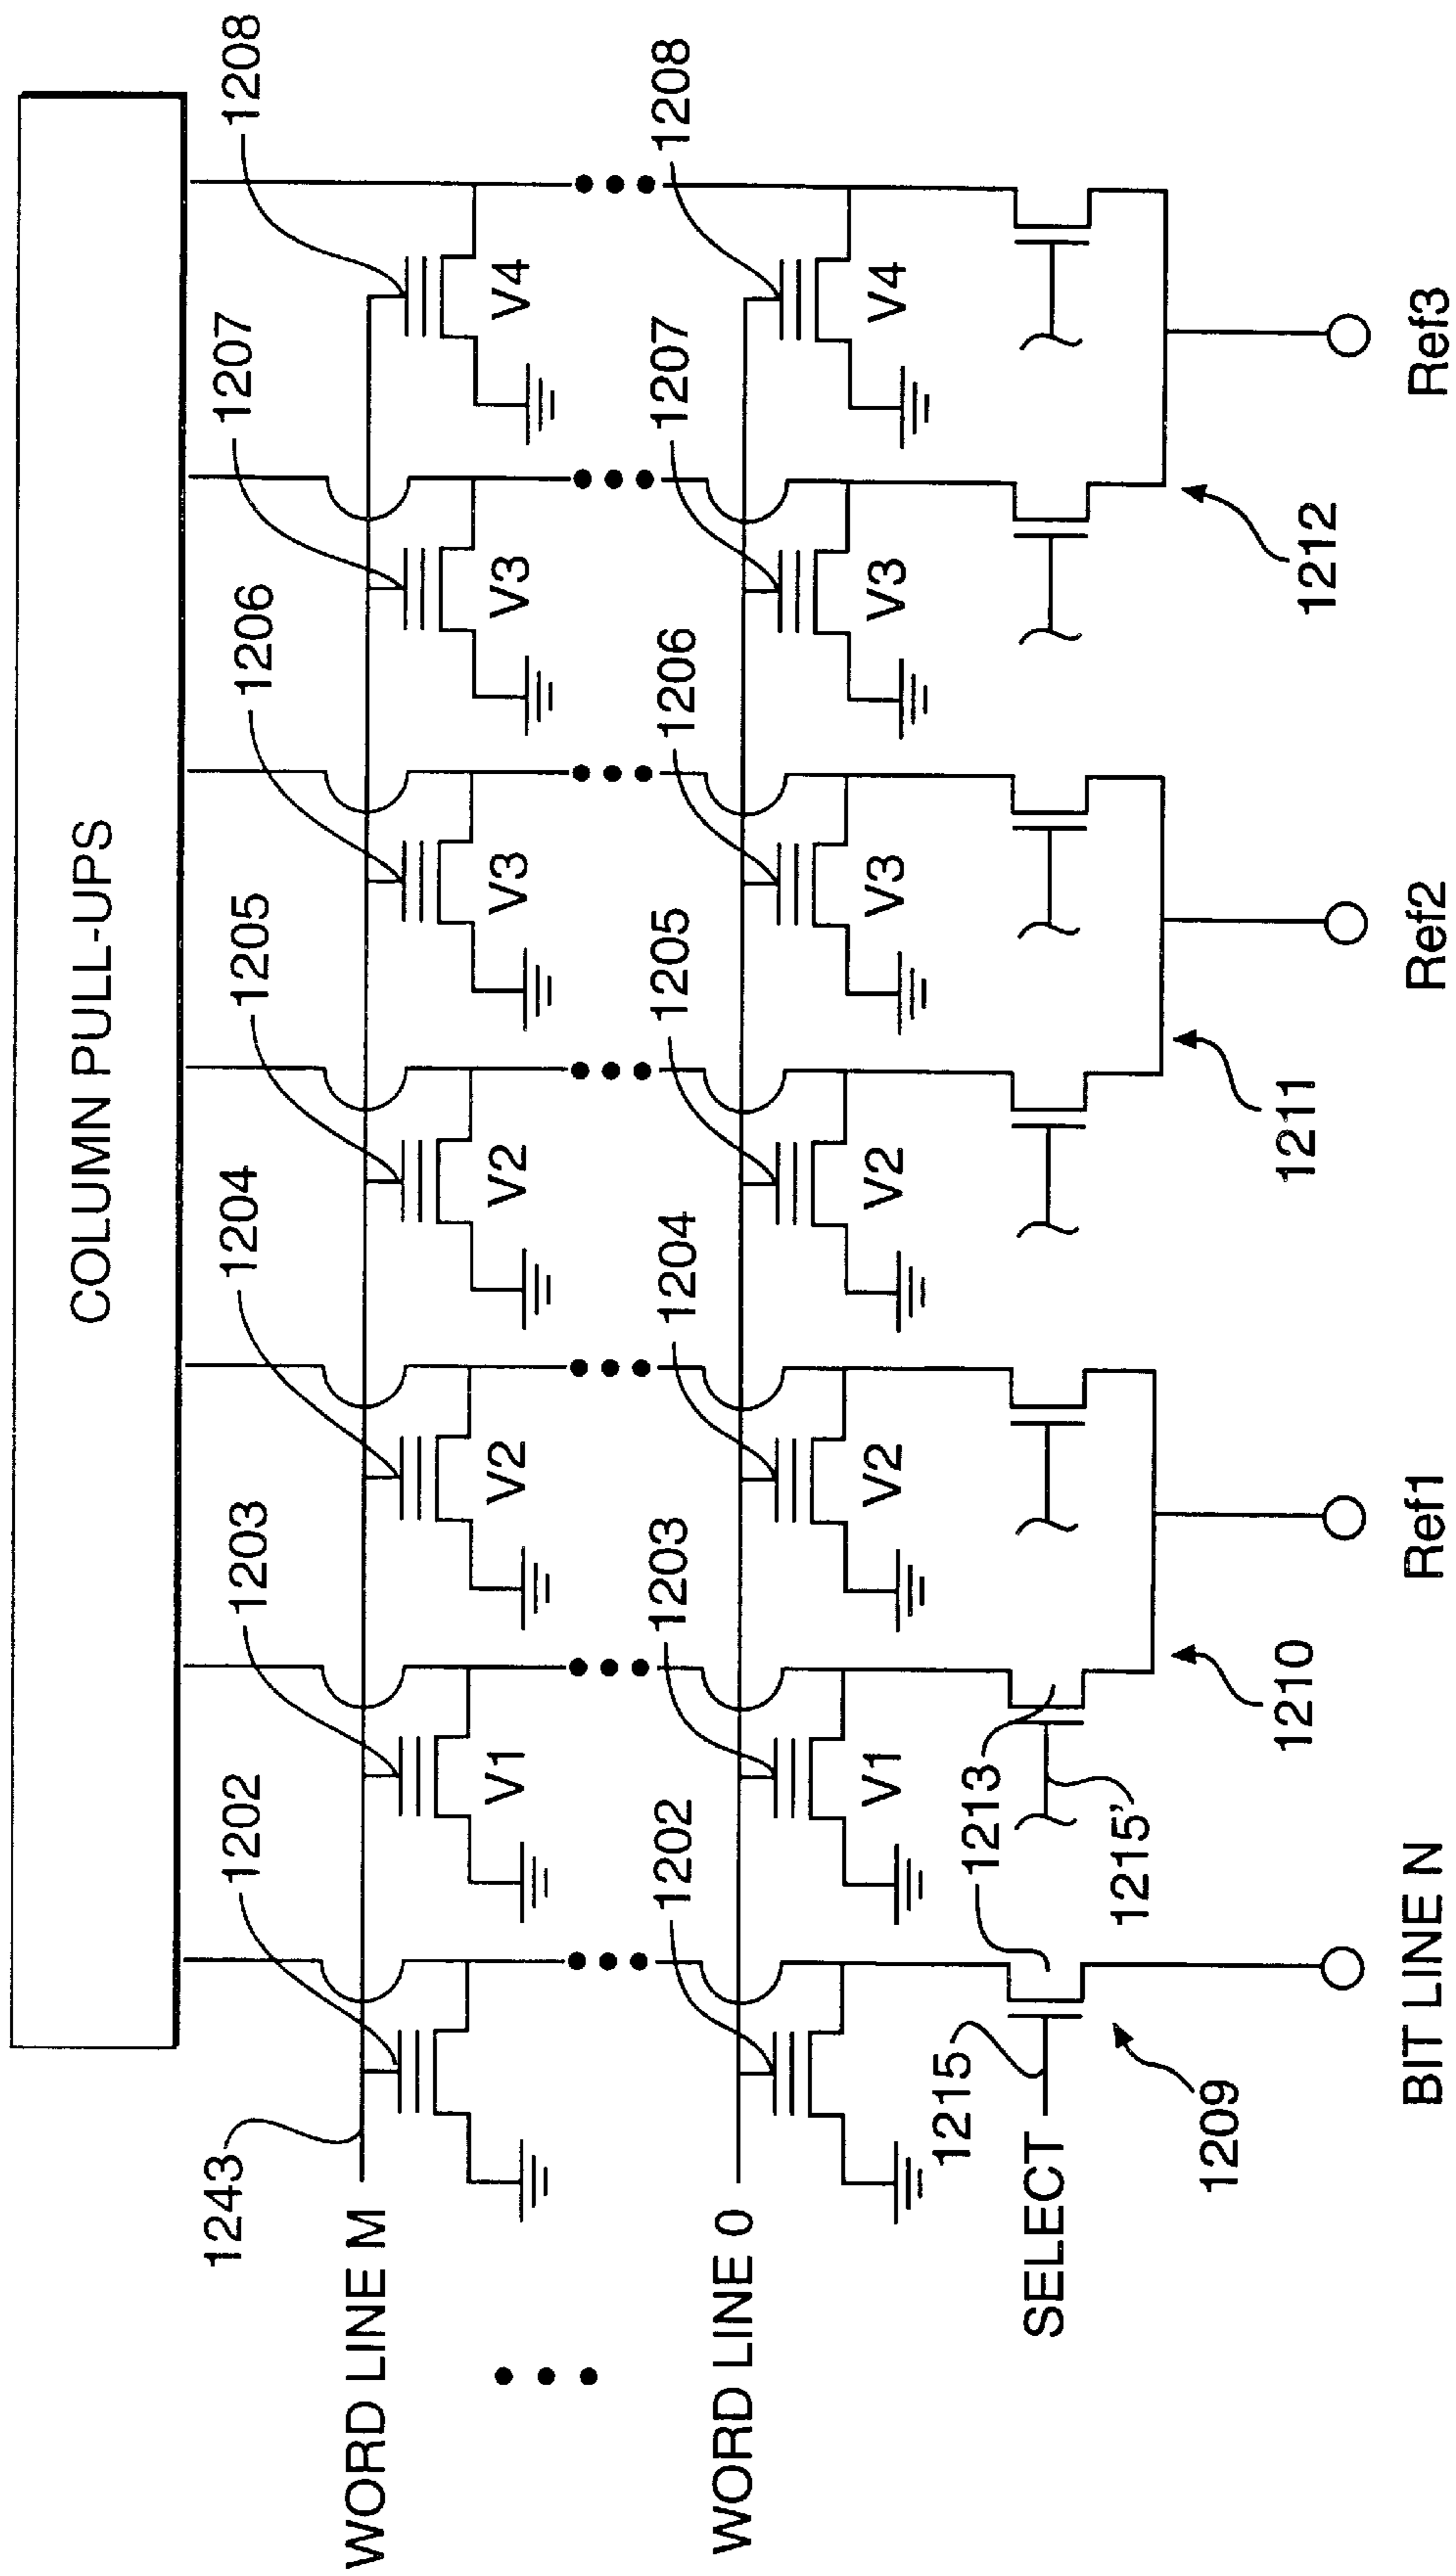 COLUMN PULL-UPS
1202
1203
1204
1205
1206
1207
1208
1243
WORD LINE M
V1
V2
V2
V3
V3
V4
1202
1203
1204
1205
1206
1207
1208
WORD LINE 0
V1
V2
V2
V3
V3
V4
SELECT
1215
1213
1215'
1209
1210
1211
1212
BIT LINE N
Ref1
Ref2
Ref3